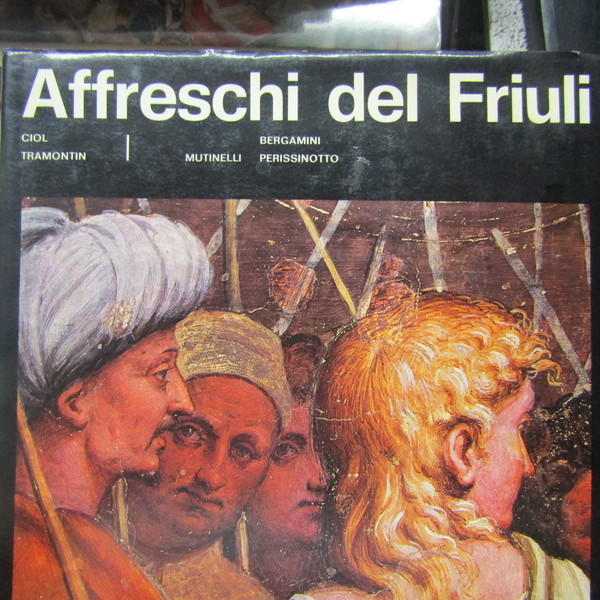 Affreschi del Friuli
CIOL BERGAMINI
TRAMONTIN MUTINELLI PERISSINOTTO